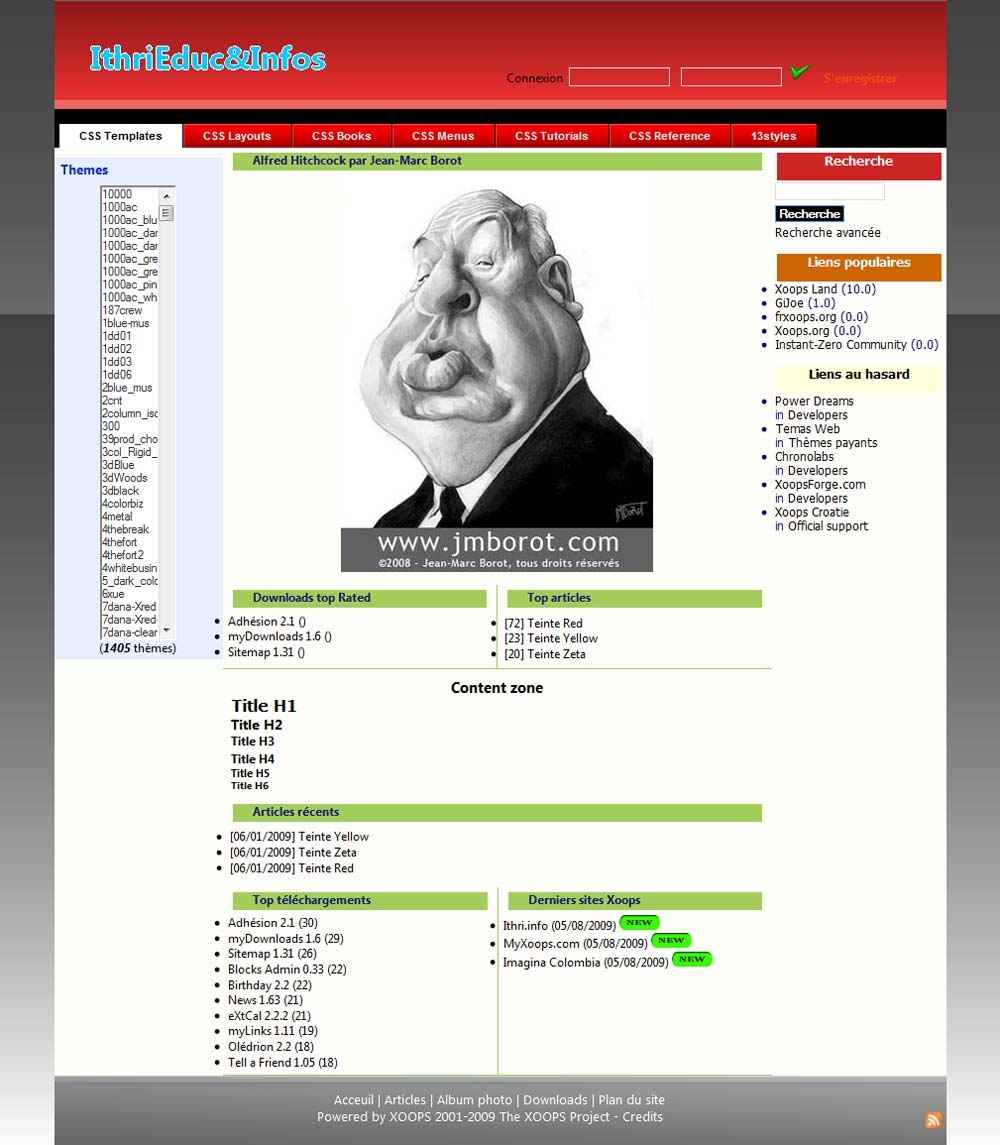 IthriEduc&Infos
Connexion
S'enregistrer
CSS Templates CSS Layouts CSS Books CSS Menus CSS Tutorials CSS Reference 13styles
Themes
10000
1000ac
1000ac_blu
1000ac_dar
1000ac_dar
1000ac_gre
1000ac_gre
1000ac_pin
1000ac_wh
187crew
1blue-mus
1dd01
1dd02
1dd03
1dd06
2blue_mus
2cnt
2column_isc
300
39prod_cho
3col_Rigid_
3dBlue
3dWoods
3dblack
4colorbiz
4metal
4thebreak
4thefort
4thefort2
4whitebusin
5_dark_colc
6xue
7dana-Xred
7dana-Xred-
7dana-clear
(1405 thèmes)
Alfred Hitchcock par Jean-Marc Borot
www.jmborot.com
©2008 - Jean-Marc Borot, tous droits réservés
Downloads top Rated
Adhésion 2.1 ()
myDownloads 1.6 ()
Sitemap 1.31 ()
Top articles
[72] Teinte Red
[23] Teinte Yellow
[20] Teinte Zeta
Content zone
Title H1
Title H2
Title H3
Title H4
Title H5
Title H6
Articles récents
[06/01/2009] Teinte Yellow
[06/01/2009] Teinte Zeta
[06/01/2009] Teinte Red
Top téléchargements
Adhésion 2.1 (30)
myDownloads 1.6 (29)
Sitemap 1.31 (26)
Blocks Admin 0.33 (22)
Birthday 2.2 (22)
News 1.63 (21)
eXtCal 2.2.2 (21)
myLinks 1.11 (19)
Olédrion 2.2 (18)
Tell a Friend 1.05 (18)
Derniers sites Xoops
Ithri.info (05/08/2009) NEW
MyXoops.com (05/08/2009) NEW
Imagina Colombia (05/08/2009) NEW
Recherche
Recherche
Recherche avancée
Liens populaires
Xoops Land (10.0)
GIJoe (1.0)
frxoops.org (0.0)
Xoops.org (0.0)
Instant-Zero Community (0.0)
Liens au hasard
Power Dreams
in Developers
Temas Web
in Thèmes payants
Chronolabs
in Developers
XoopsForge.com
in Developers
Xoops Croatie
in Official support
Acceuil | Articles | Album photo | Downloads | Plan du site
Powered by XOOPS 2001-2009 The XOOPS Project - Credits